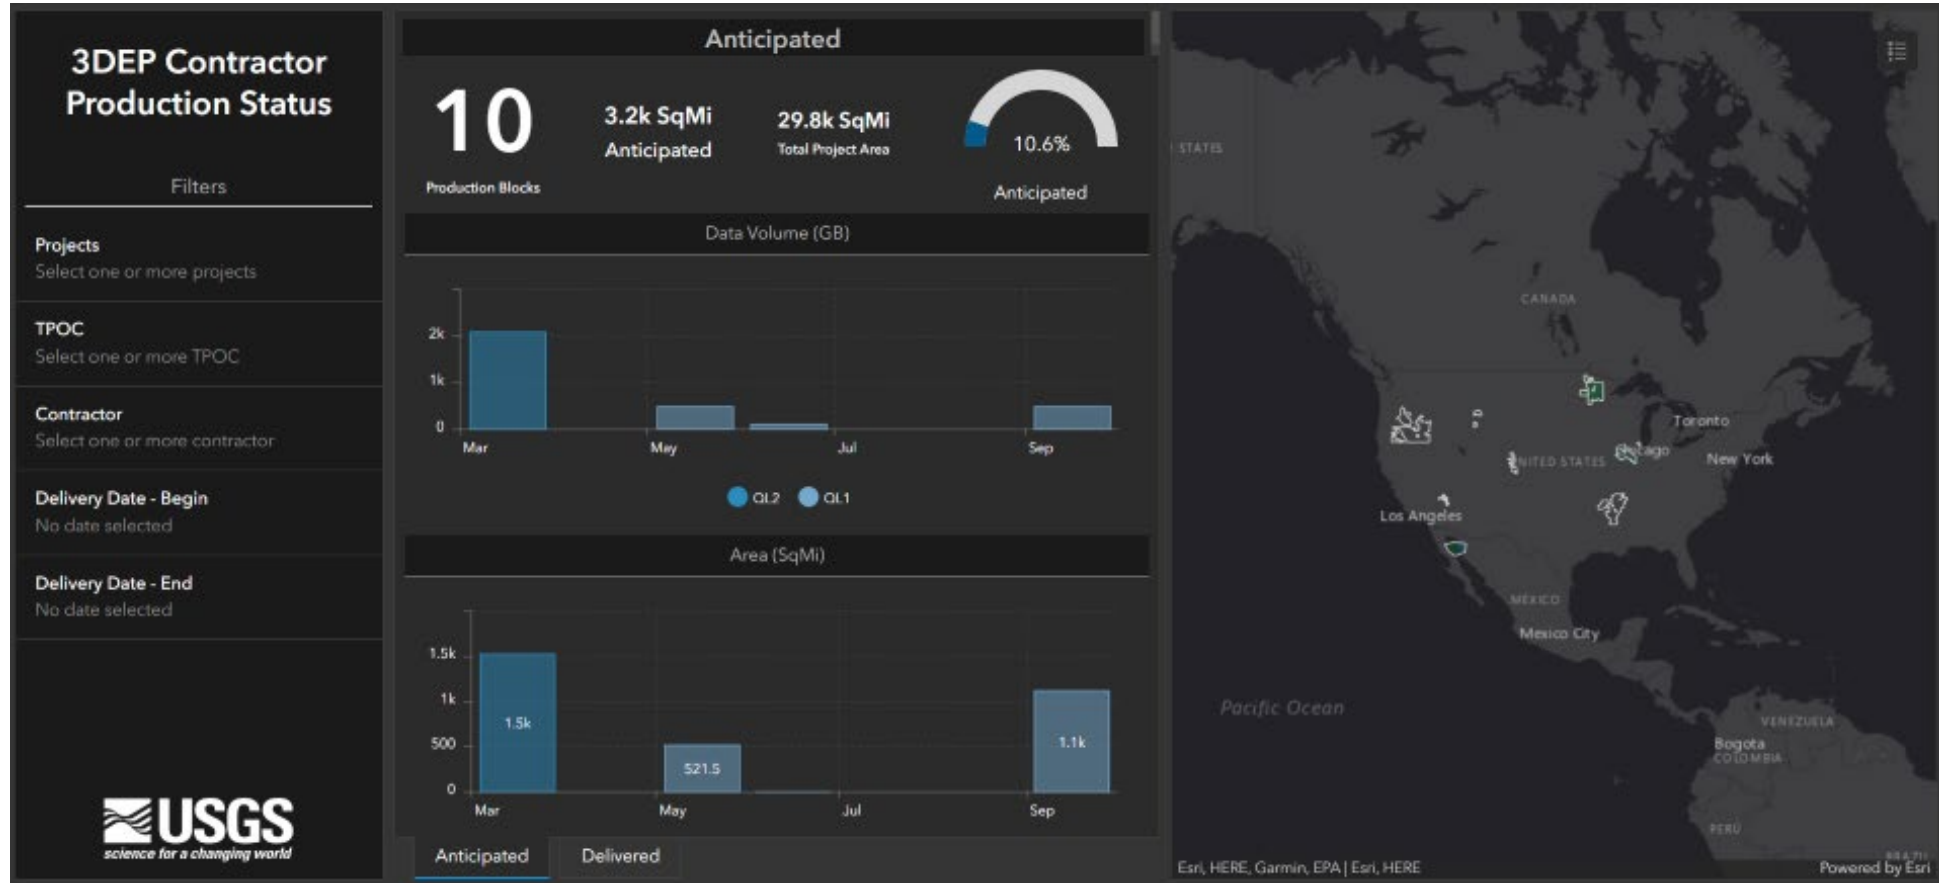 3DEP Contractor
Production Status
Filters
Projects
Select one or more projects
TPOC
Select one or more TPOC
Contractor
Select one or more contractor
Delivery Date - Begin
No date selected
Delivery Date - End
No date selected
USGS
science for a changing world
Anticipated
10
Production Blocks
3.2k SqMi
Anticipated
29.8k SqMi
Total Project Area
10.6%
Anticipated
Data Volume (GB)
2k
1k
0
Mar
May
Jul
Sep
QL2
QL1
Area (SqMi)
1.5k
1k
500
0
1.5k
521.5
1.1k
Mar
May
Jul
Sep
Anticipated
Delivered
STATES
CANADA
Toronto
Chicago
UNITED STATES
New York
Los Angeles
MÉXICO
Mexico City
Pacific Ocean
VENEZUELA
Bogota
COLOMBIA
PERÚ
Esri, HERE, Garmin, EPA | Esri, HERE
Powered by Esri